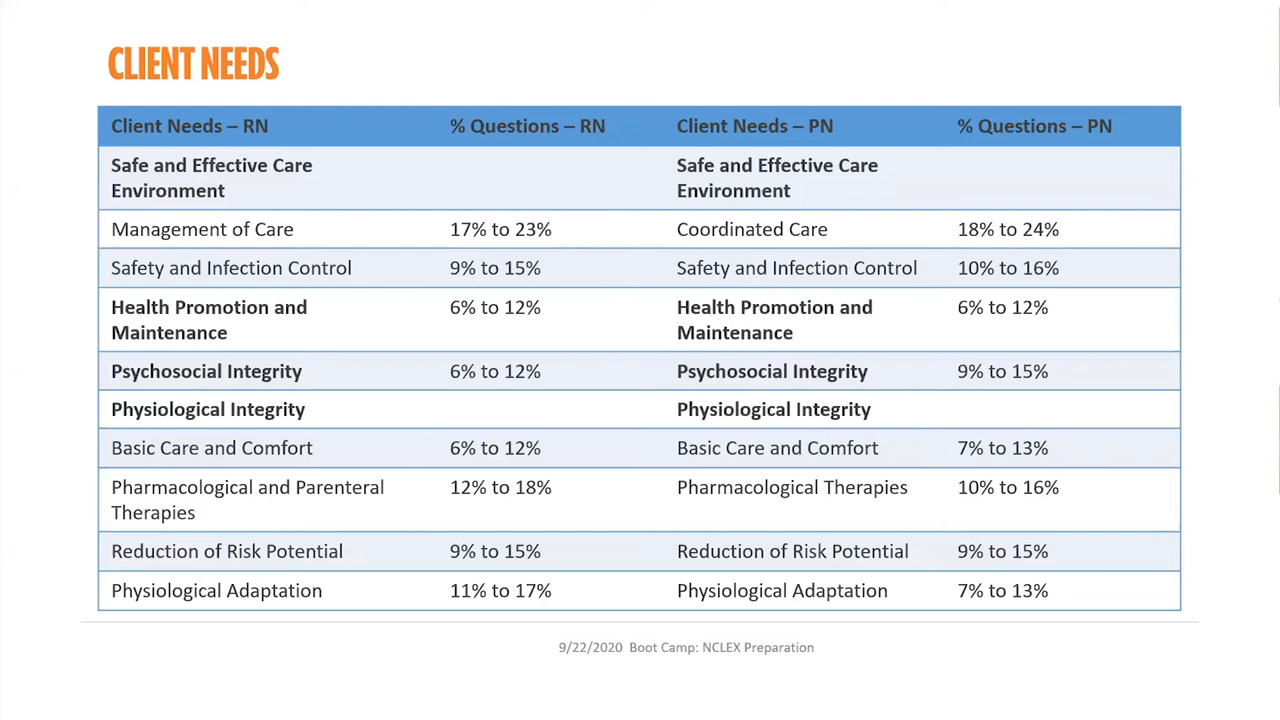 CLIENT NEEDS
Client Needs – RN % Questions – RN Client Needs – PN % Questions – PN
Safe and Effective Care Environment Safe and Effective Care Environment
Management of Care 17% to 23% Coordinated Care 18% to 24%
Safety and Infection Control 9% to 15% Safety and Infection Control 10% to 16%
Health Promotion and Maintenance 6% to 12% Health Promotion and Maintenance 6% to 12%
Psychosocial Integrity 6% to 12% Psychosocial Integrity 9% to 15%
Physiological Integrity Physiological Integrity
Basic Care and Comfort 6% to 12% Basic Care and Comfort 7% to 13%
Pharmacological and Parenteral Therapies 12% to 18% Pharmacological Therapies 10% to 16%
Reduction of Risk Potential 9% to 15% Reduction of Risk Potential 9% to 15%
Physiological Adaptation 11% to 17% Physiological Adaptation 7% to 13%
9/22/2020 Boot Camp: NCLEX Preparation